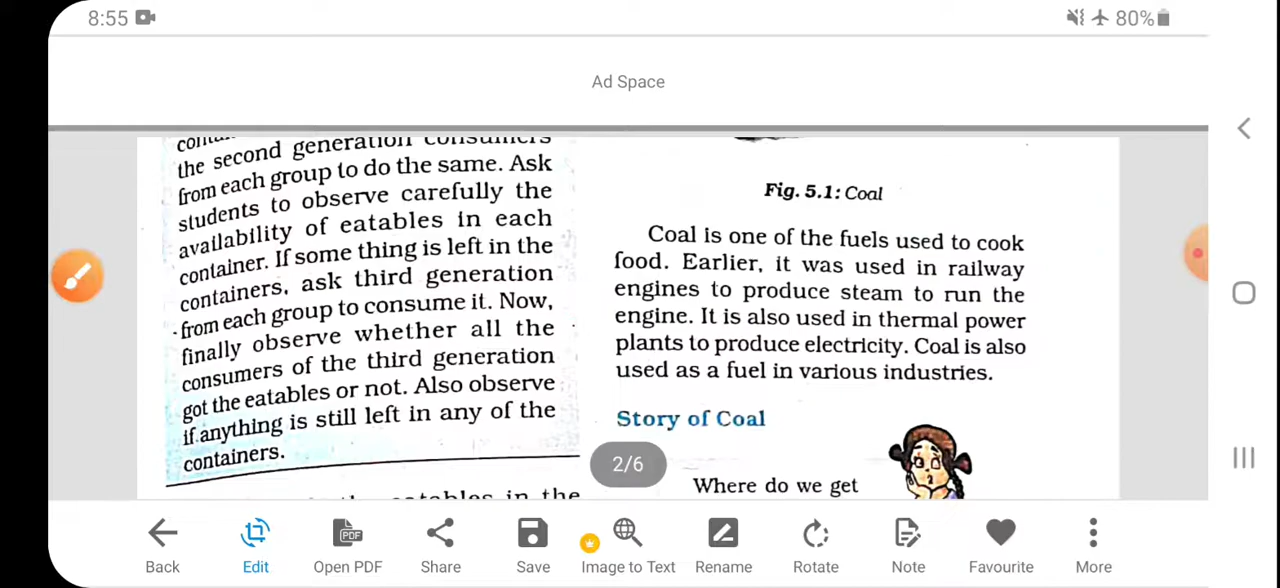 8:55
80%
Ad Space
the second generation consumers
from each group to do the same. Ask
students to observe carefully the
availability of eatables in each
container. If some thing is left in the
containers, ask third generation
from each group to consume it. Now,
finally observe whether all the
consumers of the third generation
got the eatables or not. Also observe
if anything is still left in any of the
containers.
in the
Fig. 5.1: Coal
Coal is one of the fuels used to cook
food. Earlier, it was used in railway
engines to produce steam to run the
engine. It is also used in thermal power
plants to produce electricity. Coal is also
used as a fuel in various industries.
Story of Coal
Where do we get
2/6
Back
Edit
PDF
Open PDF
Share
Save
Image to Text
Rename
Rotate
Note
Favourite
More